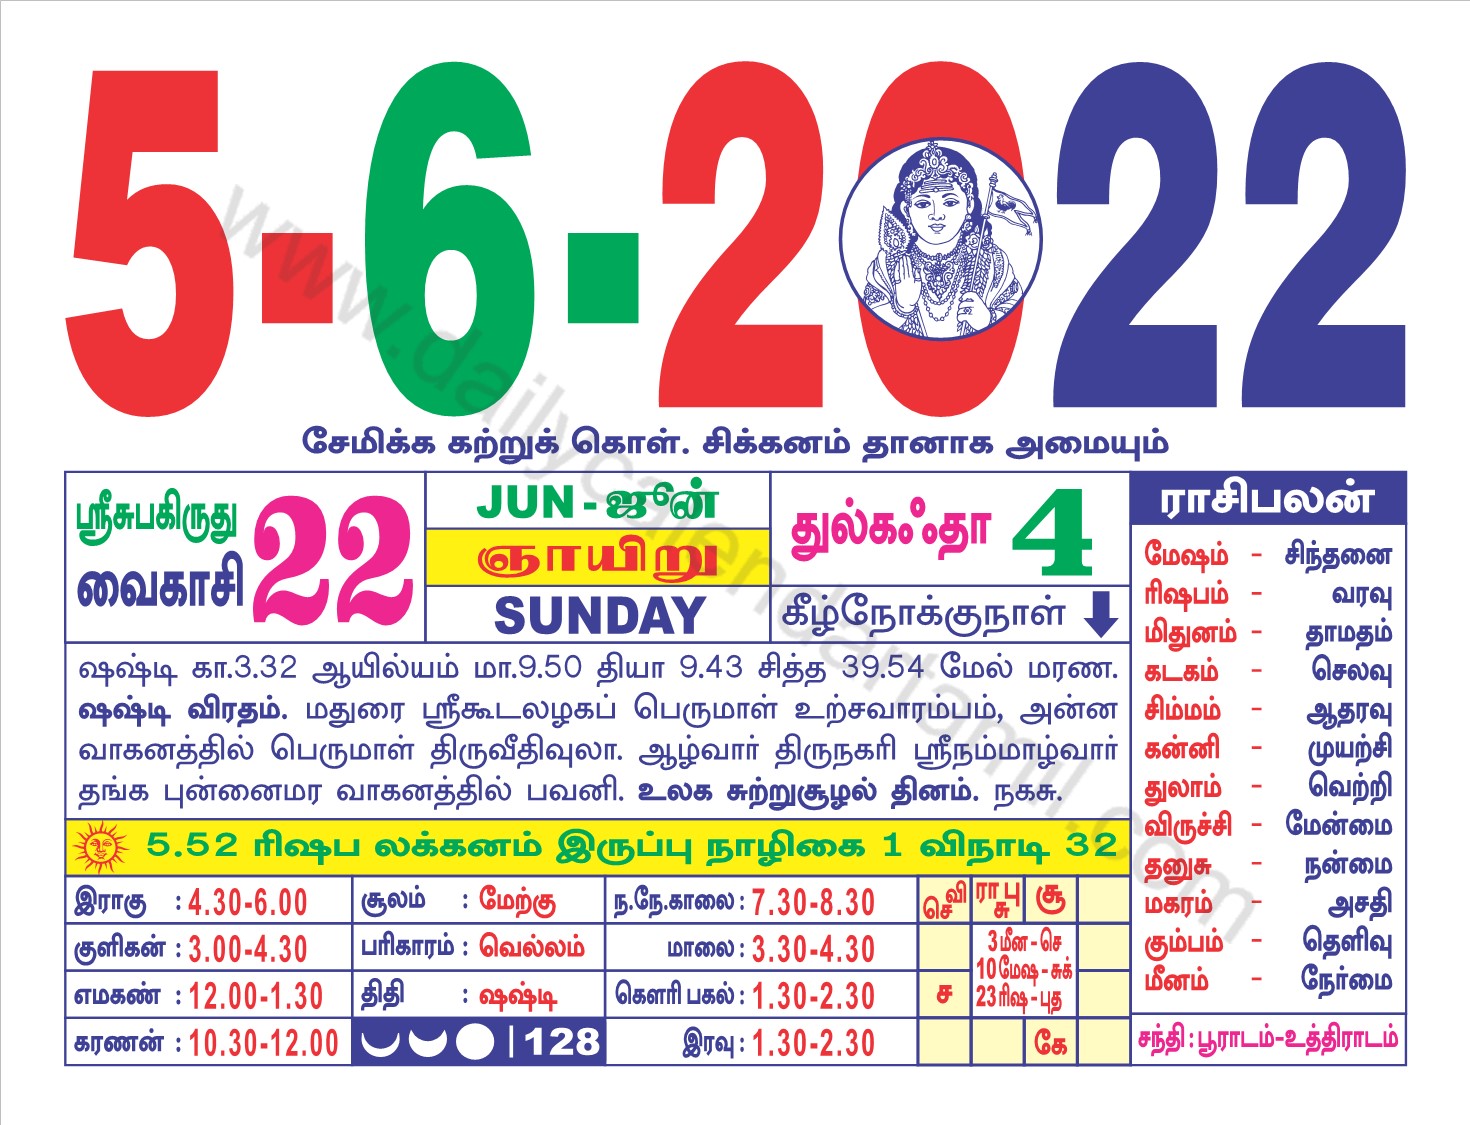 5-6-2022
சேமிக்க கற்றுக் கொள். சிக்கனம் தானாக அமையும்
ஸ்ரீசுபகிருது
வைகாசி 22
JUN - ஜூன்
ஞாயிறு
SUNDAY
துல்கஃதா 4
கீழ்நோக்குநாள்
ஷஷ்டி கா.3.32 ஆயில்யம் மா.9.50 தியா 9.43 சித்த 39.54 மேல் மரண.
ஷஷ்டி விரதம். மதுரை ஸ்ரீகூடலழகப் பெருமாள் உற்சவாரம்பம், அன்ன
வாகனத்தில் பெருமாள் திருவீதிவுலா. ஆழ்வார் திருநகரி ஸ்ரீநம்மாழ்வார்
தங்க புன்னைமர வாகனத்தில் பவனி. உலக சுற்றுசூழல் தினம். நகசு.
5.52 ரிஷப லக்கனம் இருப்பு நாழிகை 1 விநாடி 32
இராகு : 4.30-6.00
குளிகன் : 3.00-4.30
எமகண் : 12.00-1.30
கரணன் : 10.30-12.00
சூலம் : மேற்கு
பரிகாரம் : வெல்லம்
திதி : ஷஷ்டி
128
ந.நே.காலை : 7.30-8.30
மாலை : 3.30-4.30
கௌரி பகல் : 1.30-2.30
இரவு : 1.30-2.30
வி
செ
ரா பு
சு
சூ
3 மீன - செ
10 மேஷ - சுக்
23 ரிஷ - புத
ச
கே
ராசிபலன்
மேஷம் - சிந்தனை
ரிஷபம் - வரவு
மிதுனம் - தாமதம்
கடகம் - செலவு
சிம்மம் - ஆதரவு
கன்னி - முயற்சி
துலாம் - வெற்றி
விருச்சி - மேன்மை
தனுசு - நன்மை
மகரம் - அசதி
கும்பம் - தெளிவு
மீனம் - நேர்மை
சந்தி : பூராடம்-உத்திராடம்
www.dailycalendartamil.com